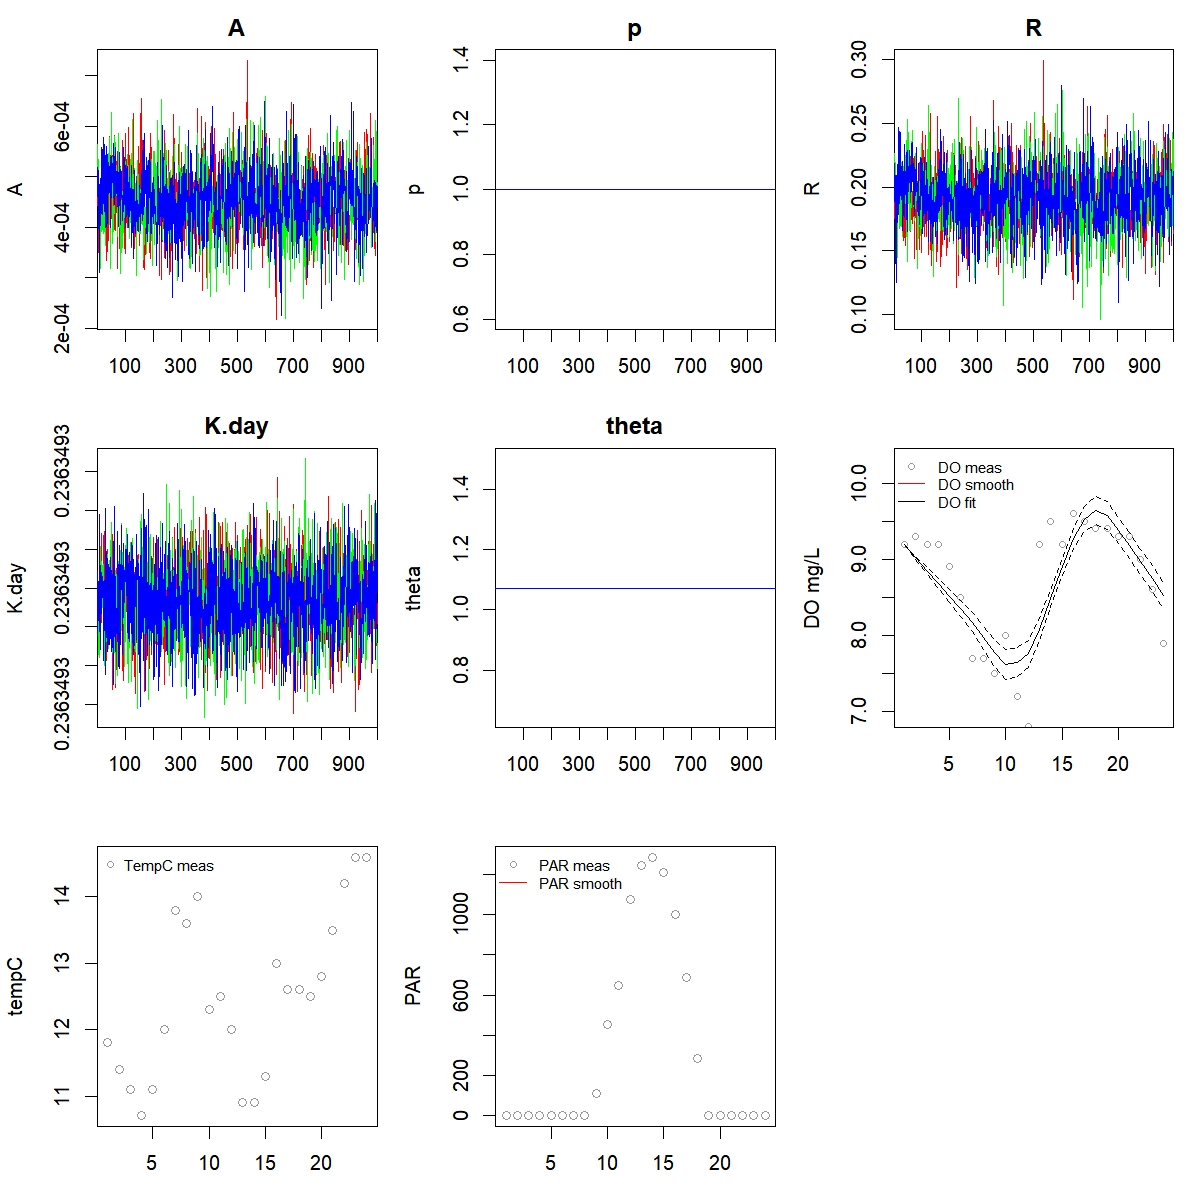 A
A
2e-04 4e-04 6e-04
100 300 500 700 900
p
p
0.6 0.8 1.0 1.2 1.4
100 300 500 700 900
R
R
0.10 0.15 0.20 0.25 0.30
100 300 500 700 900
K.day
K.day
0.2363493 0.2363493 0.2363493 0.2363493
100 300 500 700 900
theta
theta
0.8 1.0 1.2 1.4
100 300 500 700 900
DO mg/L
7.0 8.0 9.0 10.0
DO meas
DO smooth
DO fit
5 10 15 20
tempC
11 12 13 14
TempC meas
5 10 15 20
PAR
0 200 600 1000
PAR meas
PAR smooth
5 10 15 20